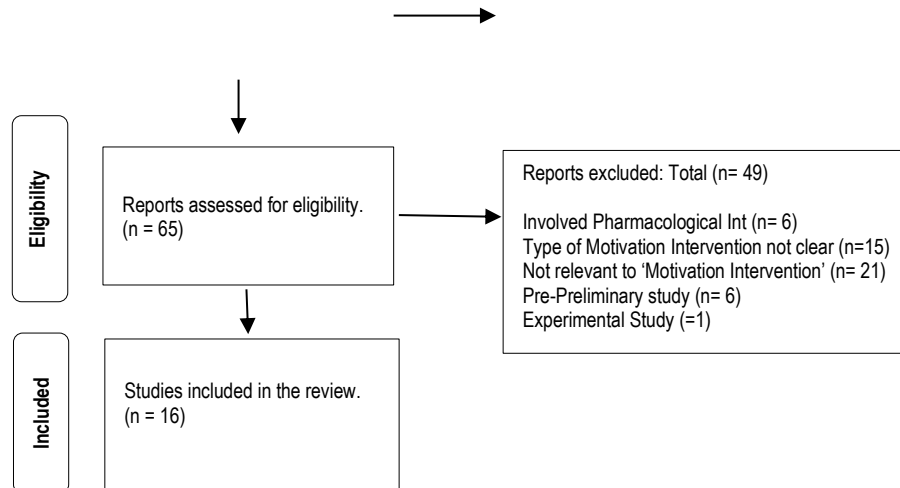 Eligibility
Reports assessed for eligibility.
(n = 65)
Reports excluded: Total (n= 49)
Involved Pharmacological Int (n= 6)
Type of Motivation Intervention not clear (n=15)
Not relevant to ‘Motivation Intervention’ (n= 21)
Pre-Preliminary study (n= 6)
Experimental Study (=1)
Included
Studies included in the review.
(n = 16)